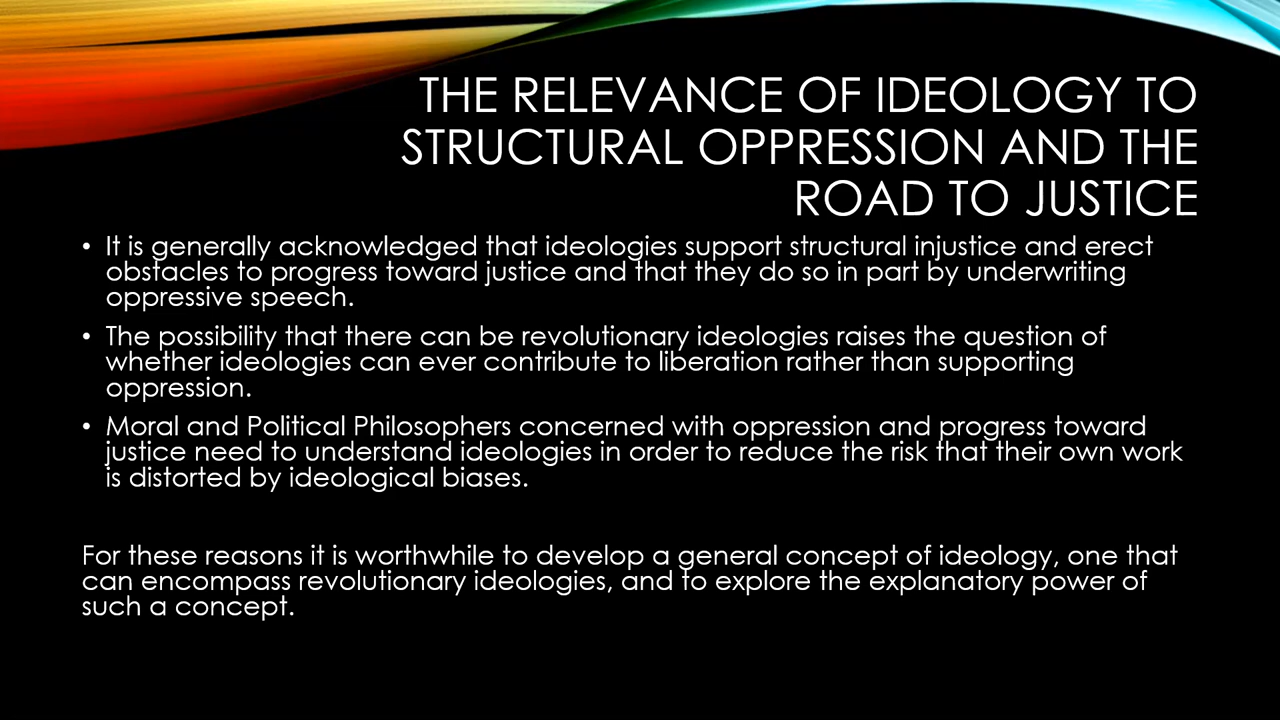 THE RELEVANCE OF IDEOLOGY TO
STRUCTURAL OPPRESSION AND THE
ROAD TO JUSTICE
• It is generally acknowledged that ideologies support structural injustice and erect
obstacles to progress toward justice and that they do so in part by underwriting
oppressive speech.
• The possibility that there can be revolutionary ideologies raises the question of
whether ideologies can ever contribute to liberation rather than supporting
oppression.
• Moral and Political Philosophers concerned with oppression and progress toward
justice need to understand ideologies in order to reduce the risk that their own work
is distorted by ideological biases.
For these reasons it is worthwhile to develop a general concept of ideology, one that
can encompass revolutionary ideologies, and to explore the explanatory power of
such a concept.